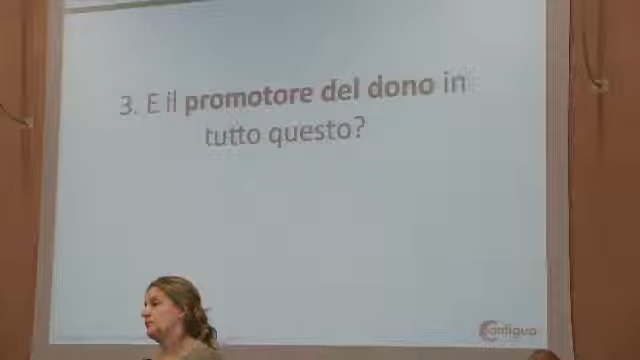 3. E il promotore del dono in
tutto questo?